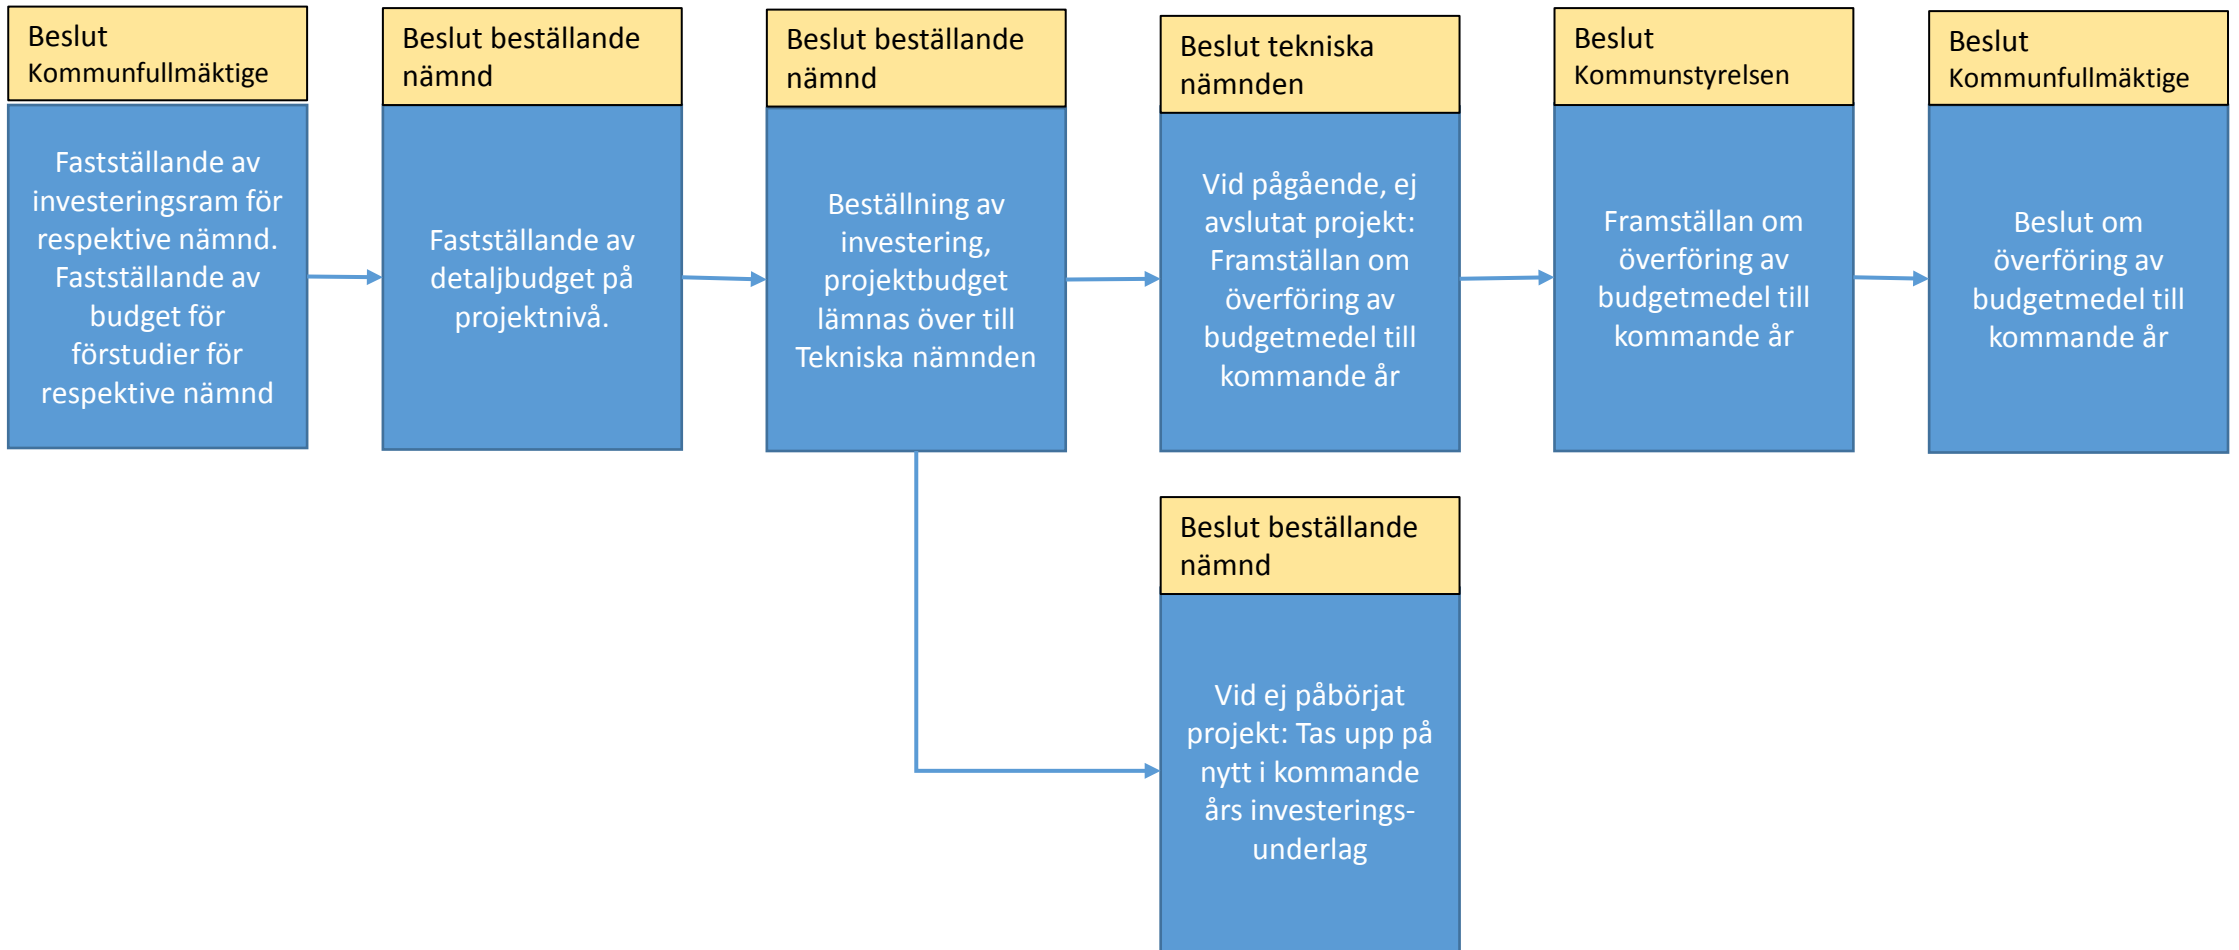 Beslut
Kommunfullmäktige
Fastställande av
investeringsram för
respektive nämnd.
Fastställande av
budget för
förstudier för
respektive nämnd
Beslut beställande
nämnd
Fastställande av
detaljbudget på
projektnivå.
Beslut beställande
nämnd
Beställning av
investering,
projektbudget
lämnas över till
Tekniska nämnden
Beslut tekniska
nämnden
Vid pågående, ej
avslutat projekt:
Framställan om
överföring av
budgetmedel till
kommande år
Beslut
Kommunstyrelsen
Framställan om
överföring av
budgetmedel till
kommande år
Beslut
Kommunfullmäktige
Beslut om
överföring av
budgetmedel till
kommande år
Beslut beställande
nämnd
Vid ej påbörjat
projekt: Tas upp på
nytt i kommande
års investerings-
underlag